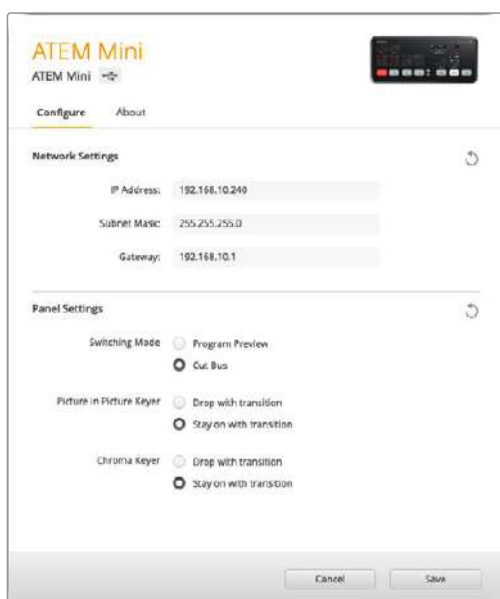 ATEM Mini
ATEM Mini
Configure About
Network Settings
IP Address: 192.168.10.240
Subnet Mask: 255.255.255.0
Gateway: 192.168.10.1
Panel Settings
Switching Mode Program Preview
Cut Bus
Picture in Picture Keyer Drop with transition
Stay on with transition
Chroma Keyer Drop with transition
Stay on with transition
Cancel Save